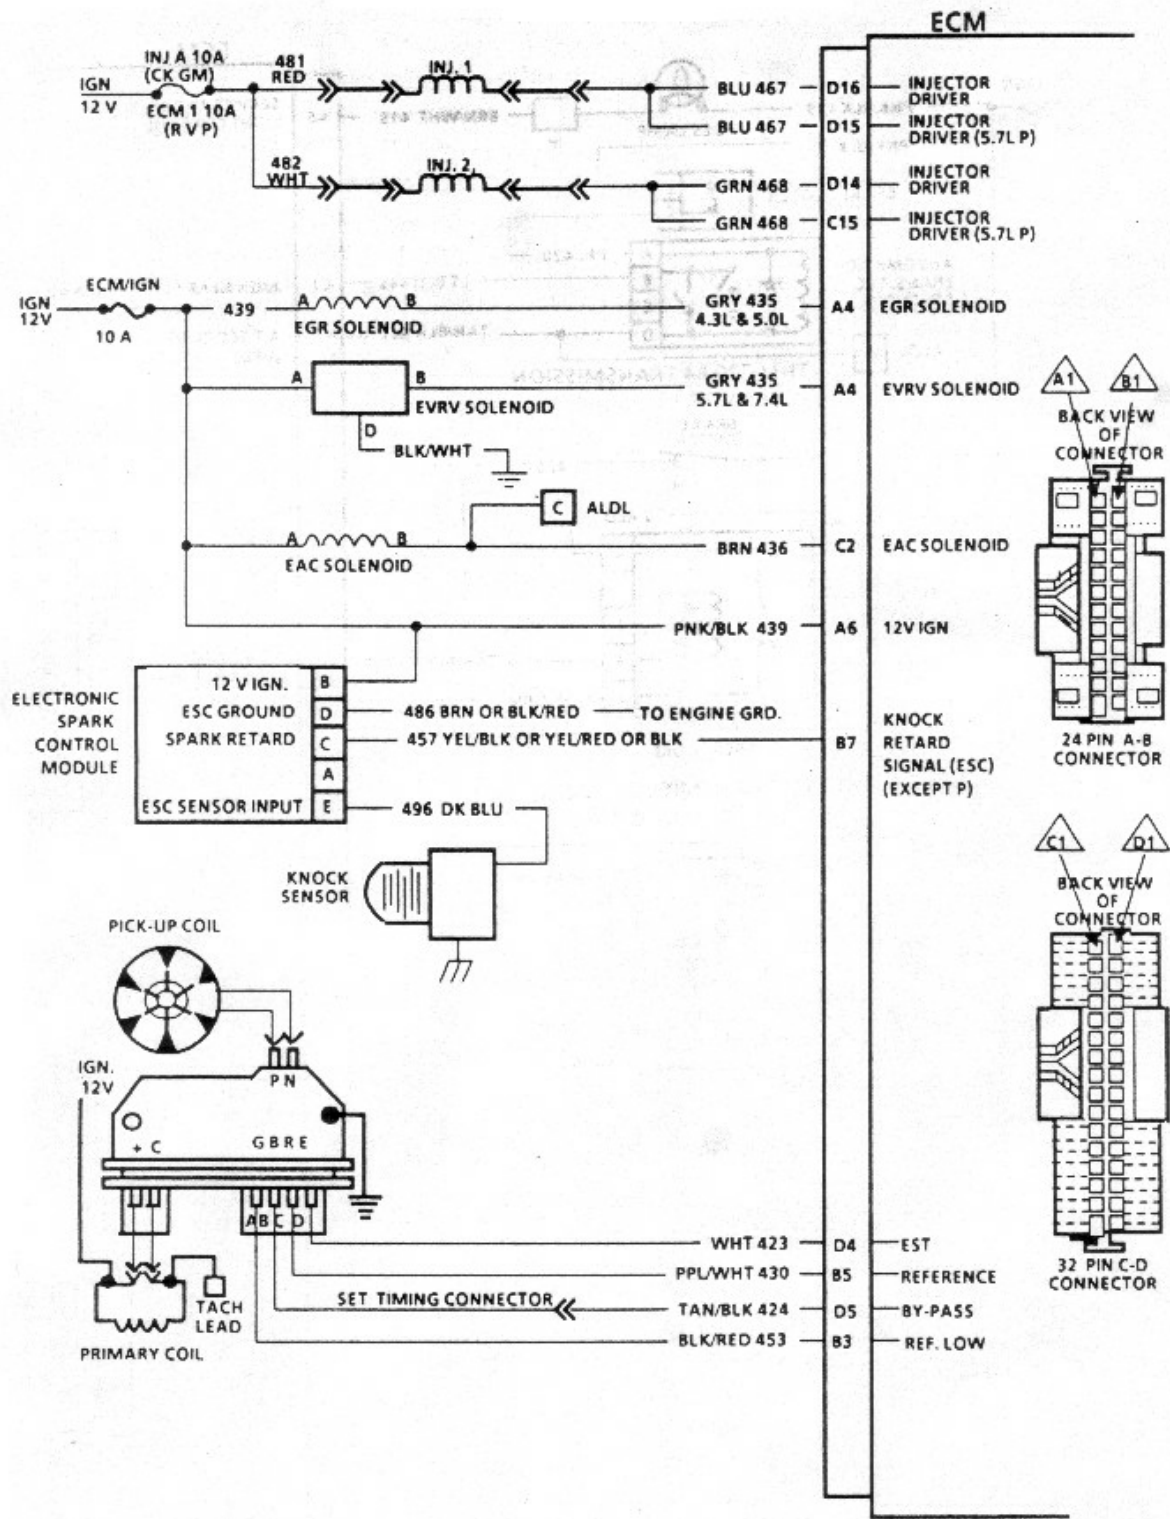 ECM
INJ A 10A
(CK GM)
IGN
12 V
ECM 1 10A
(R V P)
481
RED
INJ. 1
BLU 467
D16
INJECTOR
DRIVER
BLU 467
D15
INJECTOR
DRIVER (5.7L P)
482
WHT
INJ. 2
GRN 468
D14
INJECTOR
DRIVER
GRN 468
C15
INJECTOR
DRIVER (5.7L P)
ECM/IGN
IGN
12V
10 A
439
A
B
EGR SOLENOID
GRY 435
4.3L & 5.0L
A4
EGR SOLENOID
A
B
EVRV SOLENOID
D
BLK/WHT
GRY 435
5.7L & 7.4L
A4
EVRV SOLENOID
A1
B1
BACK VIEW
OF
CONNECTOR
C
ALDL
A
B
EAC SOLENOID
BRN 436
C2
EAC SOLENOID
PNK/BLK 439
A6
12V IGN
ELECTRONIC
SPARK
CONTROL
MODULE
12 V IGN.
B
ESC GROUND
D
486 BRN OR BLK/RED
TO ENGINE GRD.
SPARK RETARD
C
457 YEL/BLK OR YEL/RED OR BLK
B7
KNOCK
RETARD
SIGNAL (ESC)
(EXCEPT P)
A
ESC SENSOR INPUT
E
496 DK BLU
24 PIN A-B
CONNECTOR
KNOCK
SENSOR
C1
D1
BACK VIEW
OF
CONNECTOR
PICK-UP COIL
IGN.
12V
P N
+ C
G B R E
A B C D
WHT 423
D4
EST
PPL/WHT 430
B5
REFERENCE
SET TIMING CONNECTOR
TAN/BLK 424
D5
BY-PASS
BLK/RED 453
B3
REF. LOW
TACH
LEAD
PRIMARY COIL
32 PIN C-D
CONNECTOR